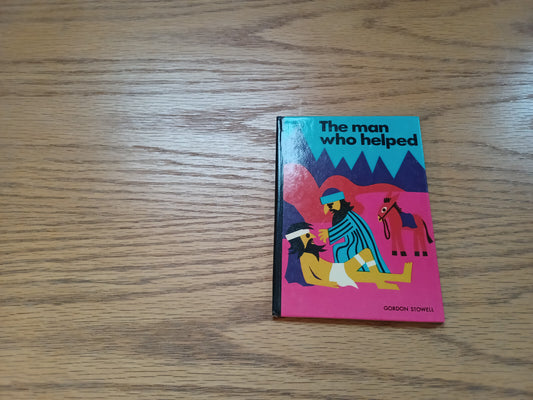 The man
who helped
GORDON STOWELL